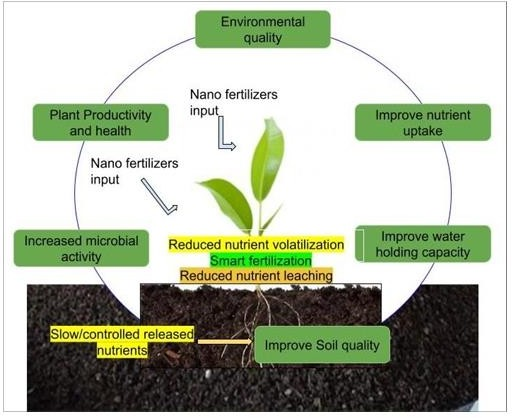 Environmental
quality
Nano fertilizers
input
Plant Productivity
and health
Improve nutrient
uptake
Nano fertilizers
input
Increased microbial
activity
Reduced nutrient volatilization
Smart fertilization
Reduced nutrient leaching
Improve water
holding capacity
Slow/controlled released
nutrients
Improve Soil quality